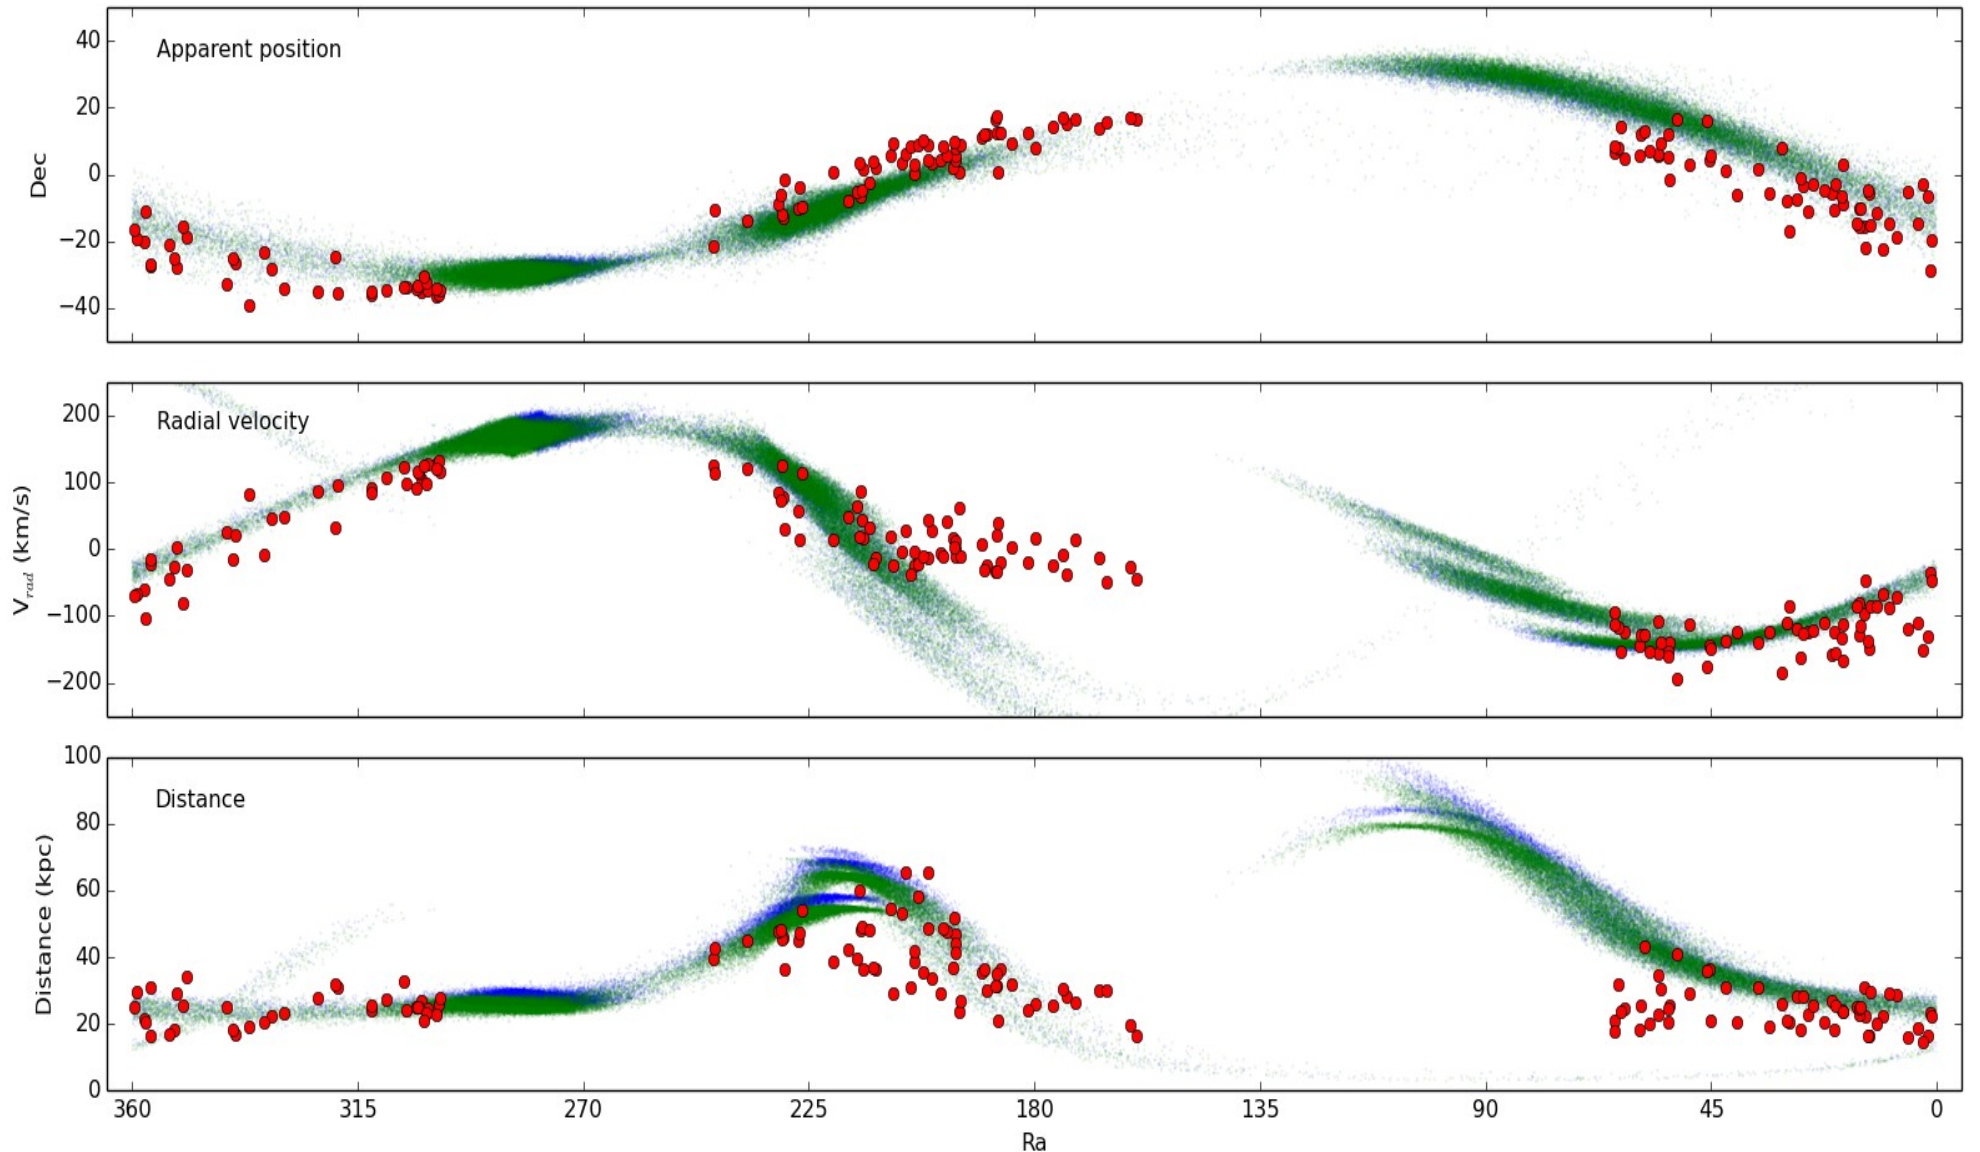 40
20
0
−20
−40
Dec
Apparent position
200
100
0
−100
−200
V_rad (km/s)
Radial velocity
100
80
60
40
20
0
Distance (kpc)
Distance
360 315 270 225 180 135 90 45 0
Ra